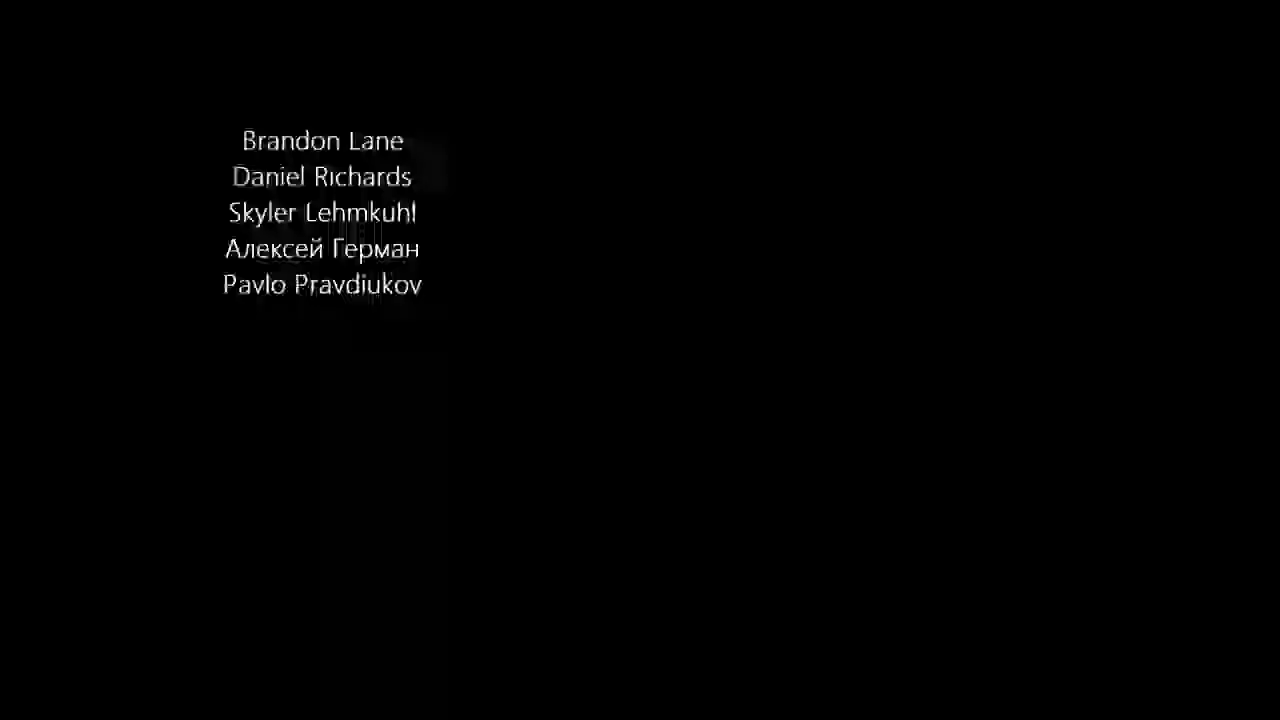 Brandon Lane
Daniel Richards
Skyler Lehmkuhl
Алексей Герман
Pavlo Pravdiukov